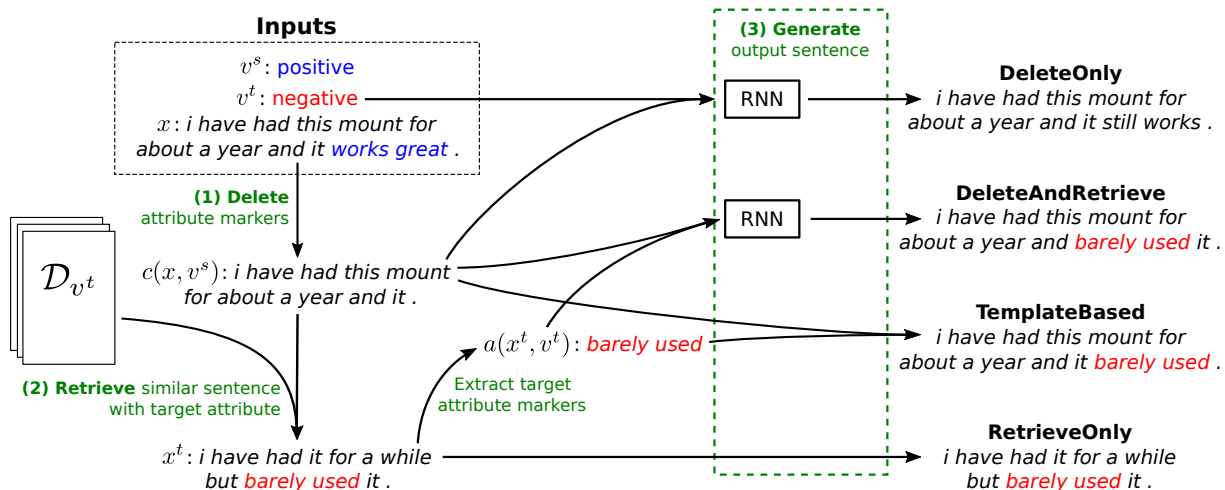 Inputs
v^s: positive
v^t: negative
x: i have had this mount for
about a year and it works great .
(1) Delete
attribute markers
c(x, v^s): i have had this mount
for about a year and it .
𝒟_{v^t}
(2) Retrieve similar sentence
with target attribute
x^t: i have had it for a while
but barely used it .
a(x^t, v^t): barely used
Extract target
attribute markers
(3) Generate
output sentence
RNN
RNN
DeleteOnly
i have had this mount for
about a year and it still works .
DeleteAndRetrieve
i have had this mount for
about a year and barely used it .
TemplateBased
i have had this mount for
about a year and it barely used .
RetrieveOnly
i have had it for a while
but barely used it .